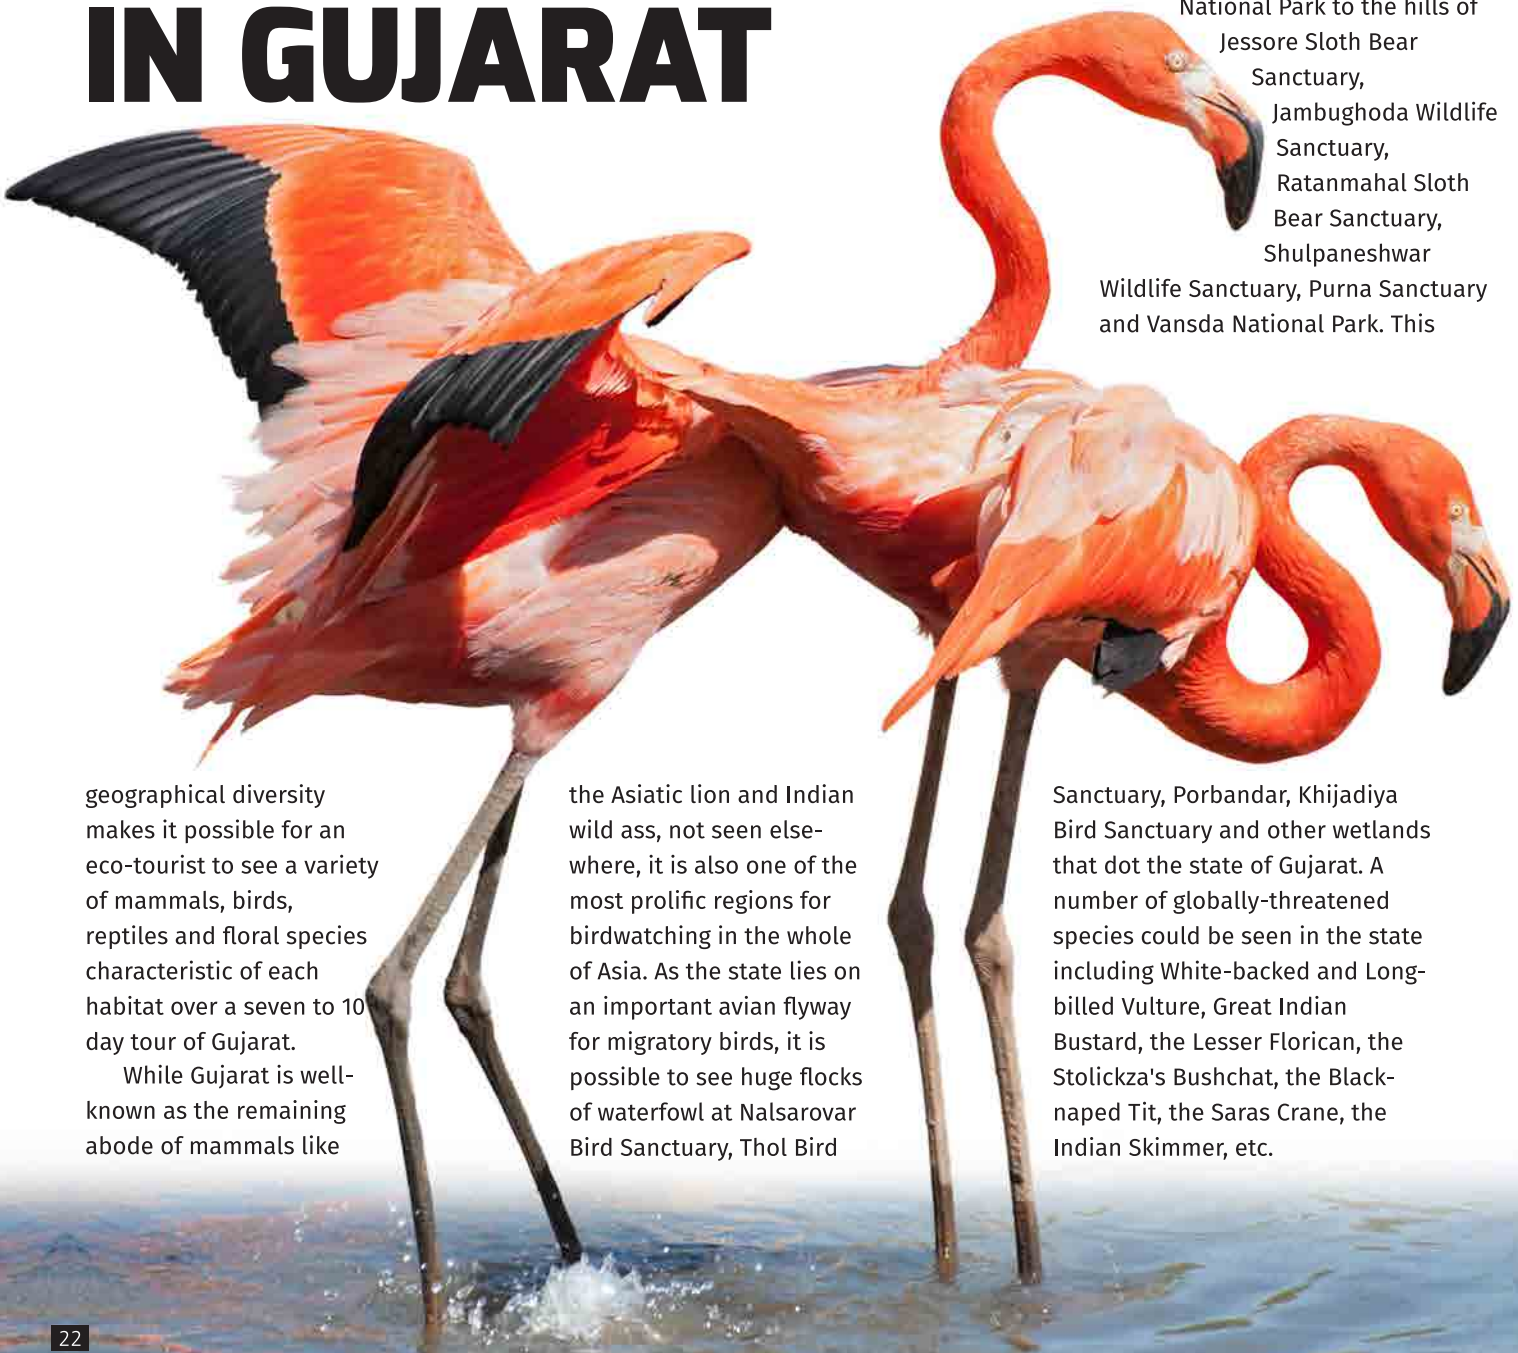 IN GUJARAT
National Park to the hills of
Jessore Sloth Bear
Sanctuary,
Jambughoda Wildlife
Sanctuary,
Ratanmahal Sloth
Bear Sanctuary,
Shulpaneshwar
Wildlife Sanctuary, Purna Sanctuary
and Vansda National Park. This
geographical diversity
makes it possible for an
eco-tourist to see a variety
of mammals, birds,
reptiles and floral species
characteristic of each
habitat over a seven to 10
day tour of Gujarat.
While Gujarat is well-
known as the remaining
abode of mammals like
the Asiatic lion and Indian
wild ass, not seen else-
where, it is also one of the
most prolific regions for
birdwatching in the whole
of Asia. As the state lies on
an important avian flyway
for migratory birds, it is
possible to see huge flocks
of waterfowl at Nalsarovar
Bird Sanctuary, Thol Bird
Sanctuary, Porbandar, Khijadiya
Bird Sanctuary and other wetlands
that dot the state of Gujarat. A
number of globally-threatened
species could be seen in the state
including White-backed and Long-
billed Vulture, Great Indian
Bustard, the Lesser Florican, the
Stolickza's Bushchat, the Black-
naped Tit, the Saras Crane, the
Indian Skimmer, etc.
22